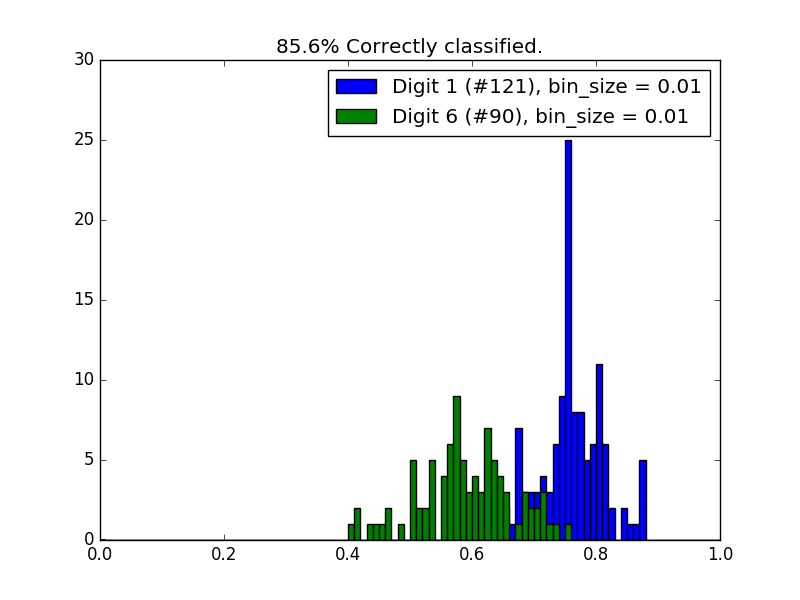 85.6% Correctly classified.
30
Digit 1 (#121), bin_size = 0.01
Digit 6 (#90), bin_size = 0.01
25
20
15
10
5
0
0.0 0.2 0.4 0.6 0.8 1.0